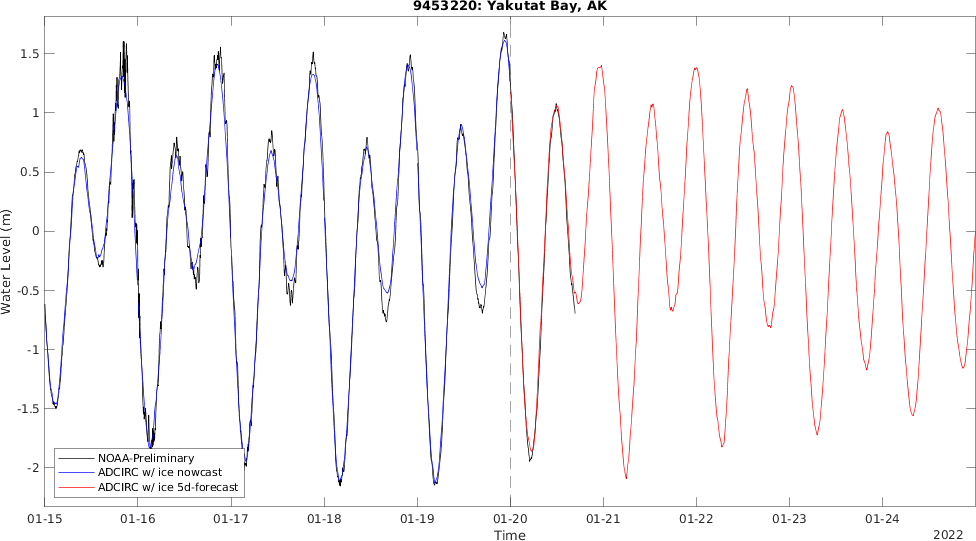 9453220: Yakutat Bay, AK
Water Level (m)
1.5
1
0.5
0
-0.5
-1
-1.5
-2
NOAA-Preliminary
ADCIRC w/ ice nowcast
ADCIRC w/ ice 5d-forecast
01-15 01-16 01-17 01-18 01-19 01-20 01-21 01-22 01-23 01-24
Time
2022